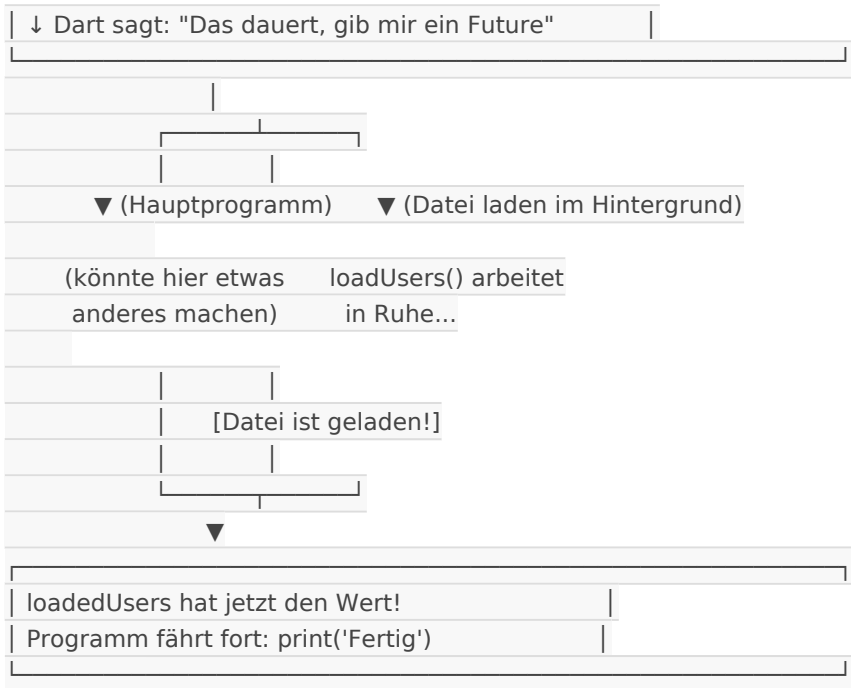 ↓ Dart sagt: "Das dauert, gib mir ein Future"
▼ (Hauptprogramm) ▼ (Datei laden im Hintergrund)
(könnte hier etwas loadUsers() arbeitet
anderes machen) in Ruhe...
[Datei ist geladen!]
▼
loadedUsers hat jetzt den Wert!
Programm fährt fort: print('Fertig')